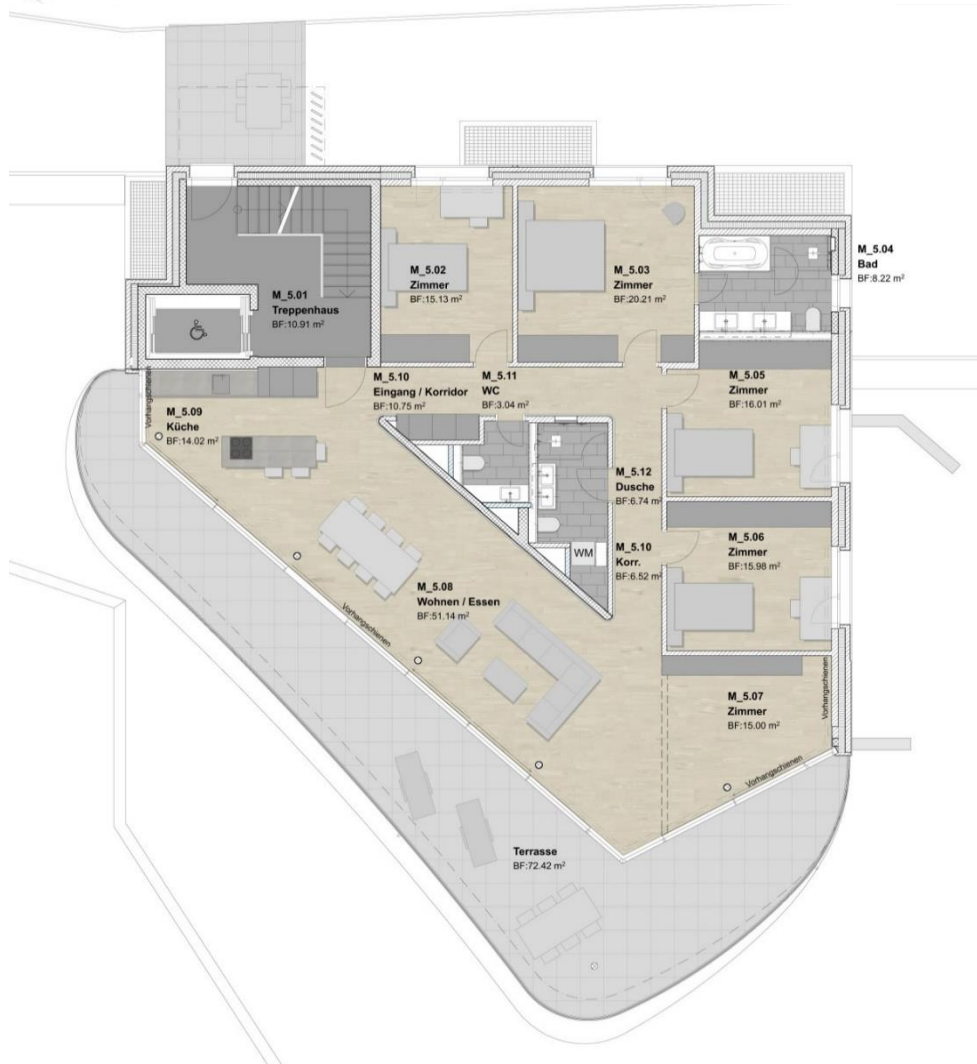 M_5.04
Bad
BF:8.22 m²
M_5.02
Zimmer
BF:15.13 m²
M_5.03
Zimmer
BF:20.21 m²
M_5.01
Treppenhaus
BF:10.91 m²
M_5.10
Eingang / Korridor
BF:10.75 m²
M_5.11
WC
BF:3.04 m²
M_5.05
Zimmer
BF:16.01 m²
Vorhangschienen
M_5.09
Küche
BF:14.02 m²
M_5.12
Dusche
BF:6.74 m²
WM
M_5.10
Korr.
BF:6.52 m²
M_5.06
Zimmer
BF:15.98 m²
M_5.08
Wohnen / Essen
BF:51.14 m²
Vorhangschienen
M_5.07
Zimmer
BF:15.00 m²
Vorhangschienen
Vorhangschienen
Terrasse
BF:72.42 m²